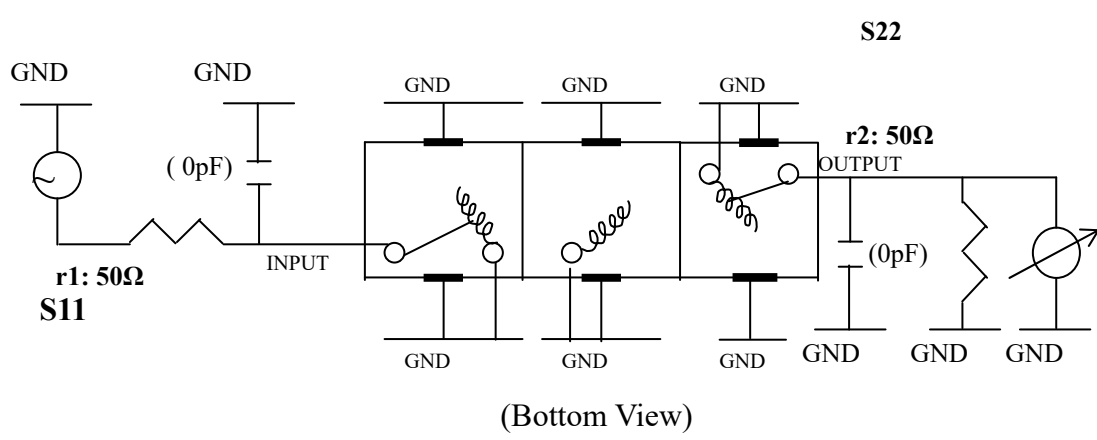 S22
GND
GND
GND
GND
GND
r2: 50Ω
( 0pF)
OUTPUT
INPUT
(0pF)
r1: 50Ω
S11
GND
GND
GND
GND
GND
GND
(Bottom View)